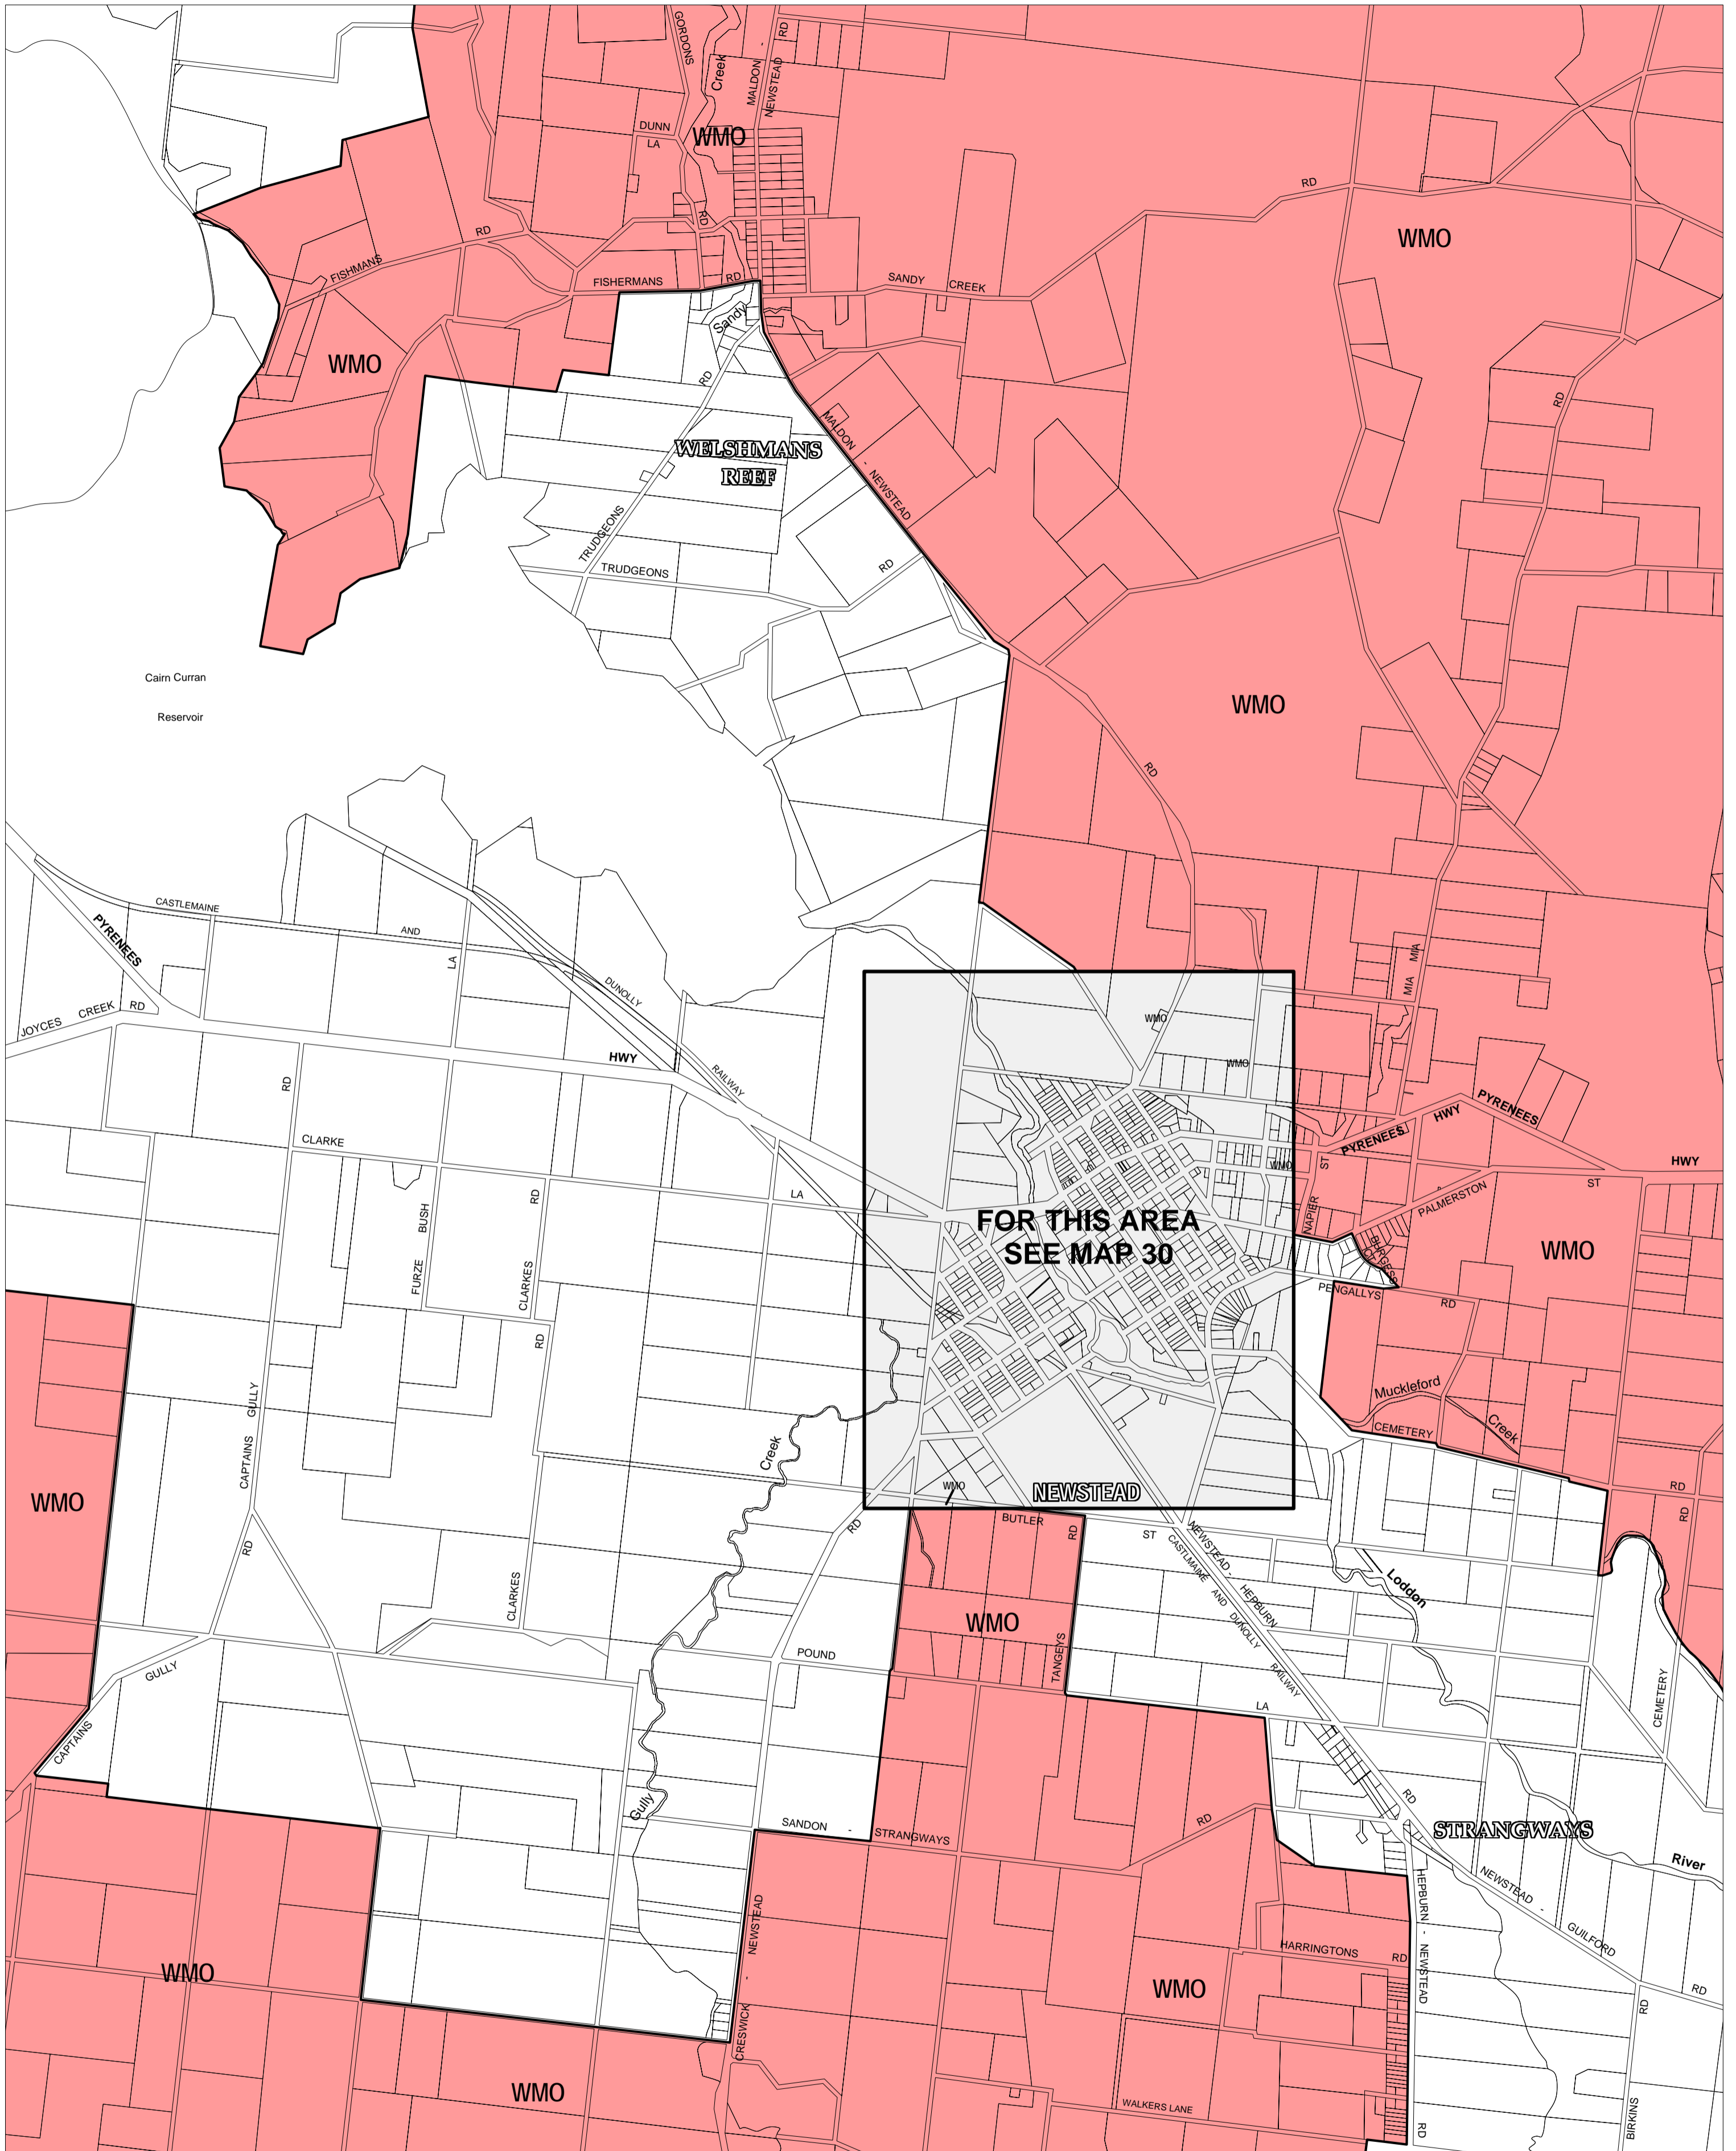 GORDONS
Creek
MALDON
-
NEWSTEAD
RD
DUNN
LA
WMO
RD
RD
WMO
RD
FISHMANS
FISHERMANS
RD
SANDY
CREEK
Sandy
WMO
RD
RD
MALDON
-
NEWSTEAD
WELSHMANS
REEF
TRUDGEONS
TRUDGEONS
RD
Cairn Curran
Reservoir
WMO
RD
CASTLEMAINE
AND
DUNOLLY
RAILWAY
PYRENEES
LA
MIA
MIA
JOYCES
CREEK
RD
HWY
WMO
WMO
RD
CLARKE
LA
PYRENEES
HWY
PYRENEES
HWY
WMO
ST
NAPIER
PALMERSTON
ST
FURZE
BUSH
CLARKES
RD
RD
FOR THIS AREA
SEE MAP 30
BURGESS
CT
WMO
PENGALLYS
RD
Muckleford
Creek
CEMETERY
RD
CAPTAINS
GULLY
RD
Creek
WMO
WMO
NEWSTEAD
BUTLER
ST
RD
RD
RD
NEWSTEAD
-
HEPBURN
CASTLMAINE
AND
DUNOLLY
RAILWAY
Loddon
CLARKES
WMO
POUND
TANGEYS
LA
CEMETERY
GULLY
CAPTAINS
Gully
SANDON
-
STRANGWAYS
RD
RD
STRANGWAYS
River
NEWSTEAD
-
GUILFORD
RD
HEPBURN
-
NEWSTEAD
RD
CRESWICK
-
NEWSTEAD
HARRINGTONS
RD
WMO
WMO
WMO
WALKERS LANE
BIRKINS
RD